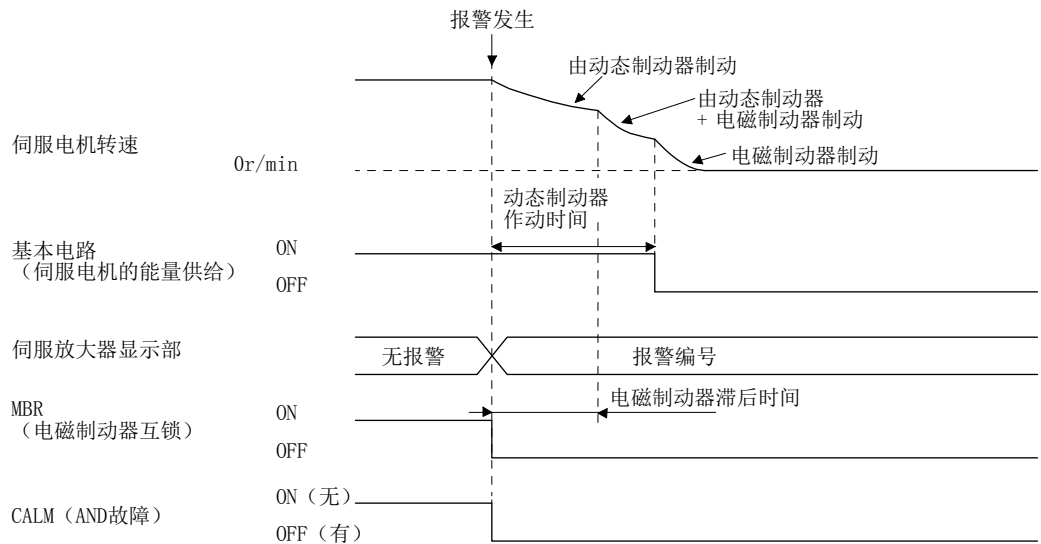 报警发生
由动态制动器制动
由动态制动器
+ 电磁制动器制动
伺服电机转速
电磁制动器制动
0r/min
动态制动器
作动时间
基本电路
(伺服电机的能量供给)
ON
OFF
伺服放大器显示部
无报警
报警编号
电磁制动器滞后时间
MBR
(电磁制动器互锁)
ON
OFF
CALM(AND故障)
ON(无)
OFF(有)